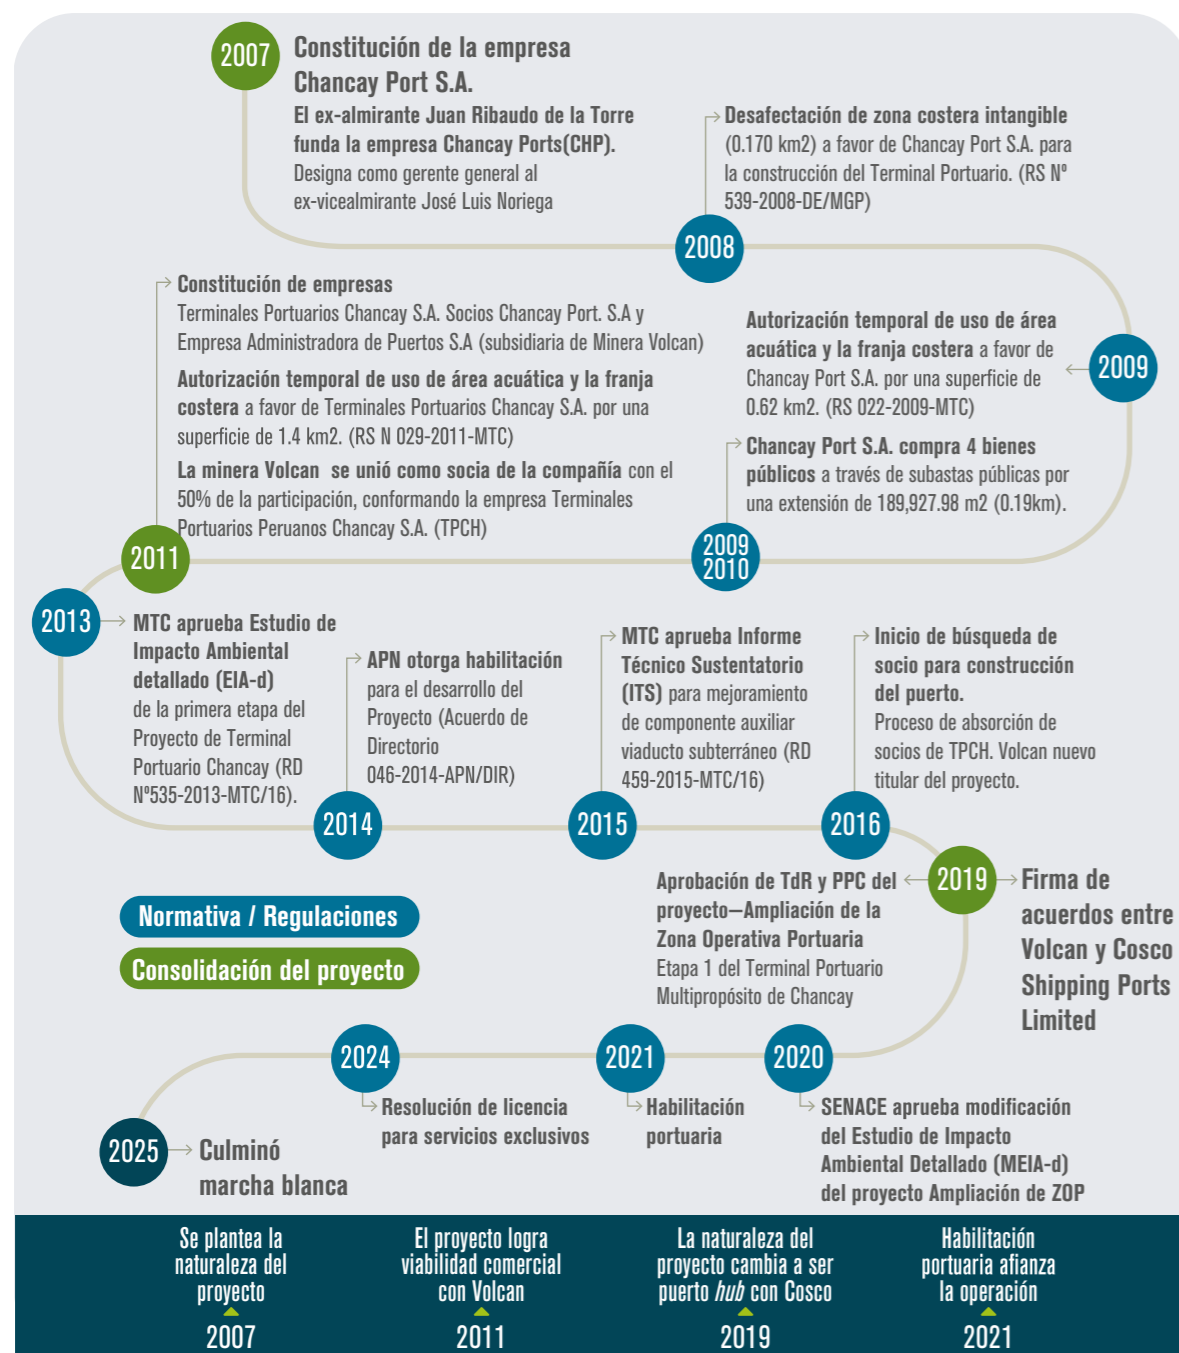 2007
Constitución de la empresa
Chancay Port S.A.
El ex-almirante Juan Ribaudo de la Torre
funda la empresa Chancay Ports(CHP).
Designa como gerente general al
ex-vicealmirante José Luis Noriega
Desafectación de zona costera intangible
(0.170 km2) a favor de Chancay Port S.A. para
la construcción del Terminal Portuario. (RS Nº
539-2008-DE/MGP)
2008
Autorización temporal de uso de área
acuática y la franja costera a favor de
Chancay Port S.A. por una superficie de
0.62 km2. (RS 022-2009-MTC)
2009
Chancay Port S.A. compra 4 bienes
públicos a través de subastas públicas por
una extensión de 189,927.98 m2 (0.19km).
2009
2010
Constitución de empresas
Terminales Portuarios Chancay S.A. Socios Chancay Port. S.A y
Empresa Administradora de Puertos S.A (subsidiaria de Minera Volcan)
Autorización temporal de uso de área acuática y la franja
costera a favor de Terminales Portuarios Chancay S.A. por una
superficie de 1.4 km2. (RS N 029-2011-MTC)
La minera Volcan se unió como socia de la compañía con el
50% de la participación, conformando la empresa Terminales
Portuarios Peruanos Chancay S.A. (TPCH)
2011
2013
MTC aprueba Estudio de
Impacto Ambiental
detallado (EIA-d)
de la primera etapa del
Proyecto de Terminal
Portuario Chancay (RD
Nº535-2013-MTC/16).
APN otorga habilitación
para el desarrollo del
Proyecto (Acuerdo de
Directorio
046-2014-APN/DIR)
2014
MTC aprueba Informe
Técnico Sustentatorio
(ITS) para mejoramiento
de componente auxiliar
viaducto subterráneo (RD
459-2015-MTC/16)
2015
Inicio de búsqueda de
socio para construcción
del puerto.
Proceso de absorción de
socios de TPCH. Volcan nuevo
titular del proyecto.
2016
Aprobación de TdR y PPC del
proyecto—Ampliación de la
Zona Operativa Portuaria
Etapa 1 del Terminal Portuario
Multipropósito de Chancay
2019
Firma de
acuerdos entre
Volcan y Cosco
Shipping Ports
Limited
Normativa / Regulaciones
Consolidación del proyecto
2020
SENACE aprueba modificación
del Estudio de Impacto
Ambiental Detallado (MEIA-d)
del proyecto Ampliación de ZOP
2021
Habilitación
portuaria
2024
Resolución de licencia
para servicios exclusivos
2025
Culminó
marcha blanca
Se plantea la
naturaleza del
proyecto
2007
El proyecto logra
viabilidad comercial
con Volcan
2011
La naturaleza del
proyecto cambia a ser
puerto hub con Cosco
2019
Habilitación
portuaria afianza
la operación
2021